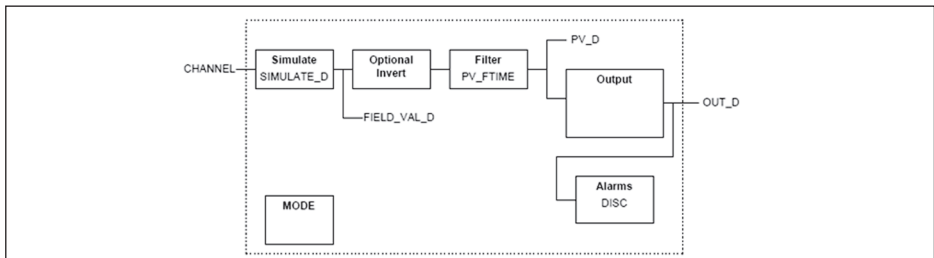 PV_D
CHANNEL
Simulate
SIMULATE_D
Optional
Invert
Filter
PV_FTIME
Output
OUT_D
FIELD_VAL_D
MODE
Alarms
DISC